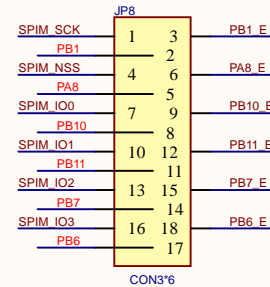 JP8
SPIM_SCK 1 3 PB1_E
PB1 2
SPIM_NSS 4 6 PA8_E
PA8 5
SPIM_IO0 7 9 PB10_E
PB10 8
SPIM_IO1 10 12 PB11_E
PB11 11
SPIM_IO2 13 15 PB7_E
PB7 14
SPIM_IO3 16 18 PB6_E
PB6 17
CON3*6